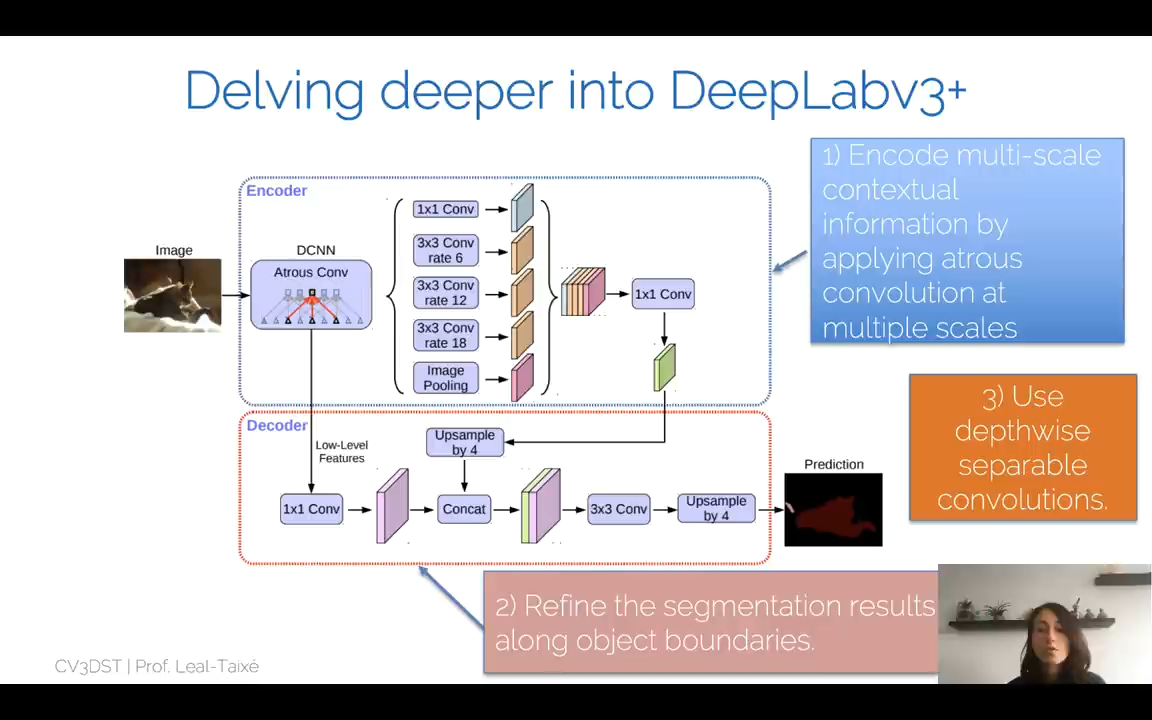 Delving deeper into DeepLabv3+
1) Encode multi-scale
contextual
information by
applying atrous
convolution at
multiple scales
Encoder
Image
DCNN
Atrous Conv
1x1 Conv
3x3 Conv
rate 6
3x3 Conv
rate 12
3x3 Conv
rate 18
Image
Pooling
1x1 Conv
3) Use
depthwise
separable
convolutions.
Decoder
Low-Level
Features
Upsample
by 4
1x1 Conv
Concat
3x3 Conv
Upsample
by 4
Prediction
2) Refine the segmentation results
along object boundaries.
CV3DST | Prof. Leal-Taixé